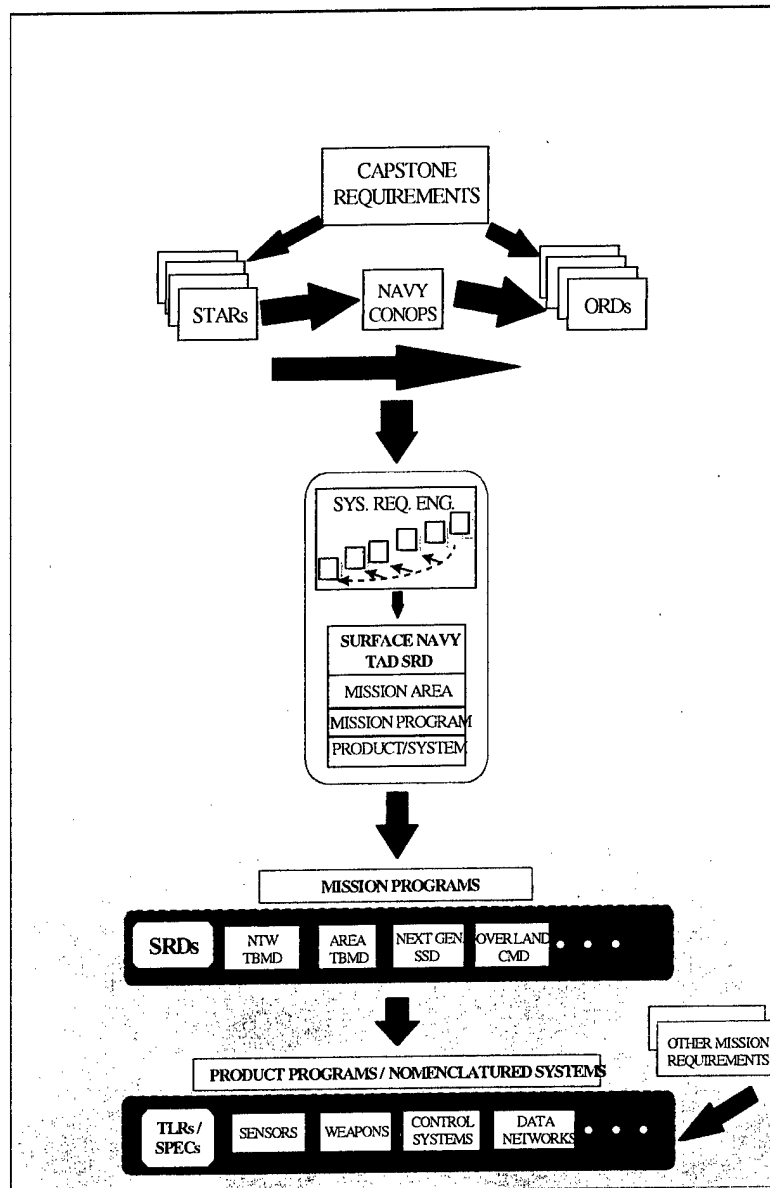 CAPSTONE
REQUIREMENTS
STARs
NAVY
CONOPS
ORDs
SYS. REQ. ENG.
SURFACE NAVY
TAD SRD
MISSION AREA
MISSION PROGRAM
PRODUCT/SYSTEM
MISSION PROGRAMS
SRDs
NTW
TBMD
AREA
TBMD
NEXT GEN.
SSD
OVERLAND
CMD
• • •
OTHER MISSION
REQUIREMENTS
PRODUCT PROGRAMS / NOMENCLATURED SYSTEMS
TLRs /
SPECs
SENSORS
WEAPONS
CONTROL
SYSTEMS
DATA
NETWORKS
• • •